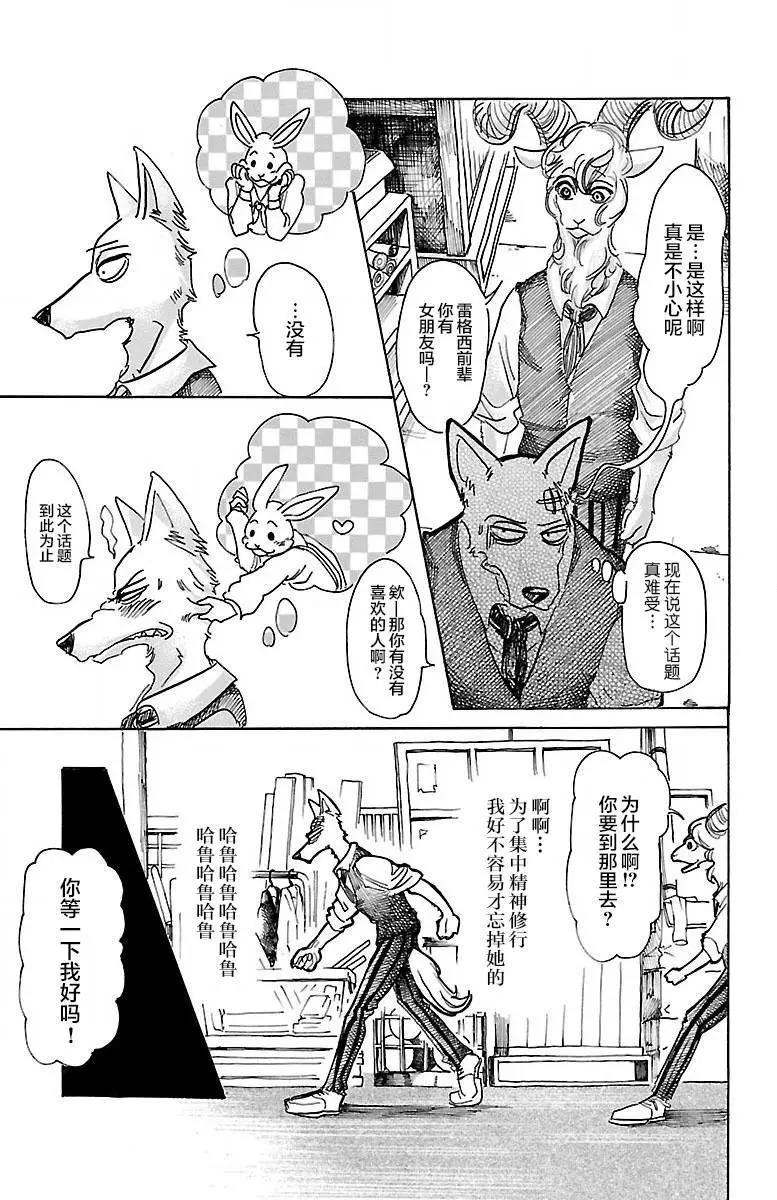 是…是这样啊
真是不小心呢
雷格西前辈
你有
女朋友吗—?
现在说这个话题
真难受…
…没有
欸—那你有没有
喜欢的人啊?
这个话题
到此为止
为什么啊!?
你要到那里去?
啊啊…
为了集中精神修行
我好不容易才忘掉她的
哈鲁哈鲁哈鲁哈鲁
哈鲁哈鲁哈鲁
你等一下我好吗!